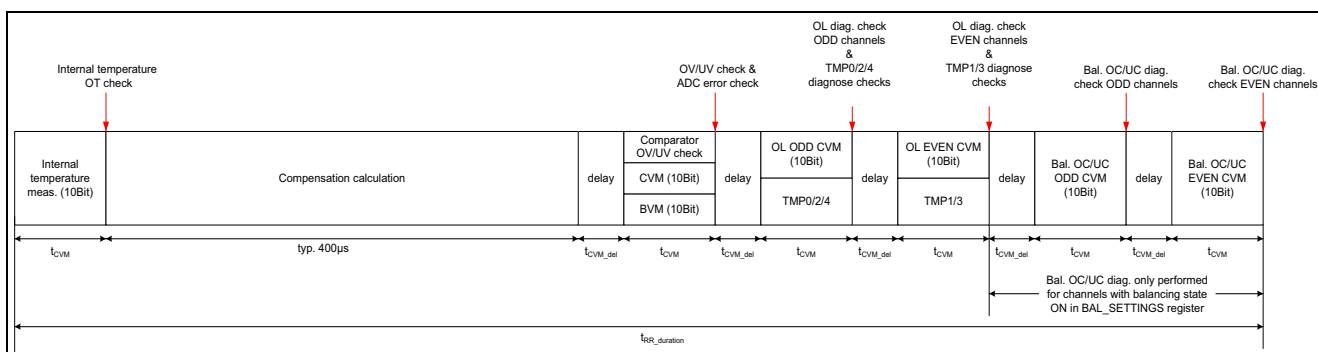 Internal temperature
OT check
OV/UV check &
ADC error check
OL diag. check
ODD channels
&
TMP0/2/4
diagnose checks
OL diag. check
EVEN channels
&
TMP1/3 diagnose
checks
Bal. OC/UC diag.
check ODD channels
Bal. OC/UC diag.
check EVEN channels
Internal
temperature
meas. (10Bit)
Compensation calculation
delay
Comparator
OV/UV check
CVM (10Bit)
BVM (10Bit)
delay
OL ODD CVM
(10Bit)
TMP0/2/4
delay
OL EVEN CVM
(10Bit)
TMP1/3
delay
Bal. OC/UC
ODD CVM
(10Bit)
delay
Bal. OC/UC
EVEN CVM
(10Bit)
tCVM
typ. 400µs
tCVM_del
tCVM
tCVM_del
tCVM
tCVM_del
tCVM
tCVM_del
tCVM
tCVM_del
tCVM
Bal. OC/UC diag. only performed
for channels with balancing state
ON in BAL_SETTINGS register
tRR_duration